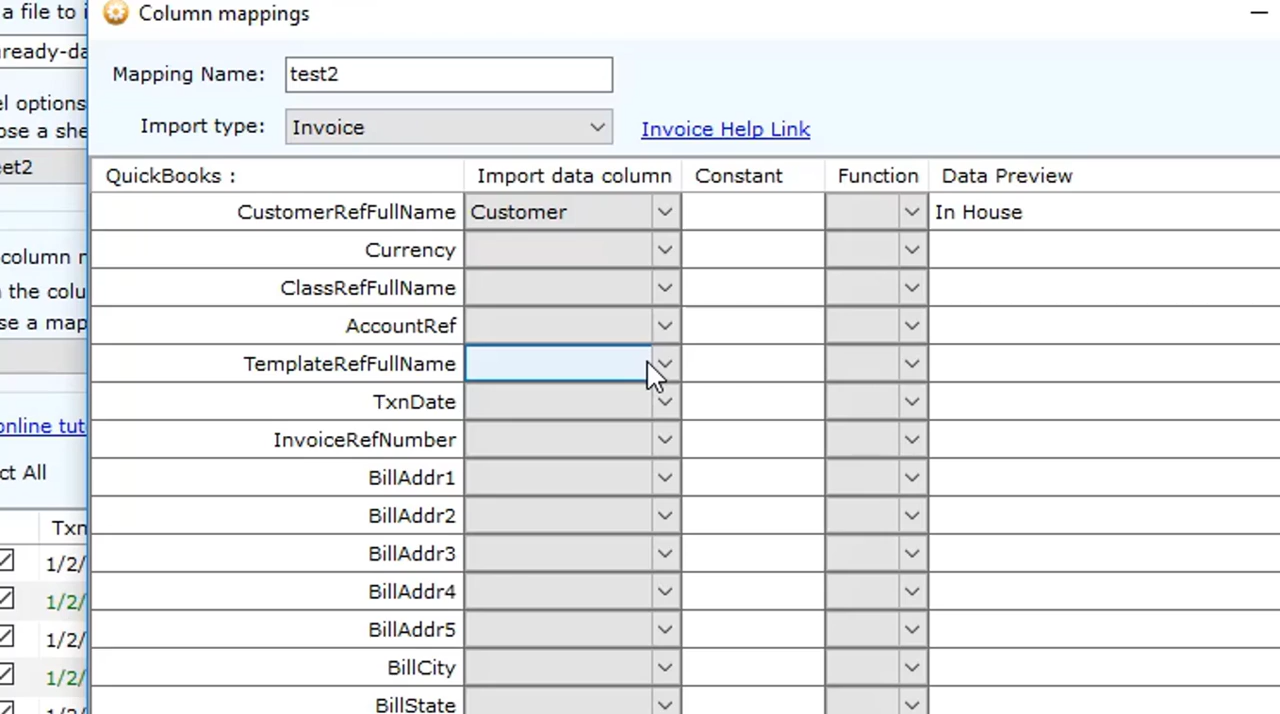 a file to i
Column mappings
ready-da
Mapping Name: test2
el options
ose a she
Import type: Invoice Invoice Help Link
eet2
QuickBooks : Import data column Constant Function Data Preview
CustomerRefFullName Customer In House
Currency
column m
ClassRefFullName
n the colu
AccountRef
se a map
TemplateRefFullName
TxnDate
online tut
InvoiceRefNumber
ct All
BillAddr1
BillAddr2
Txn
BillAddr3
1/2/
BillAddr4
1/2/
BillAddr5
1/2/
BillCity
1/2/
BillState